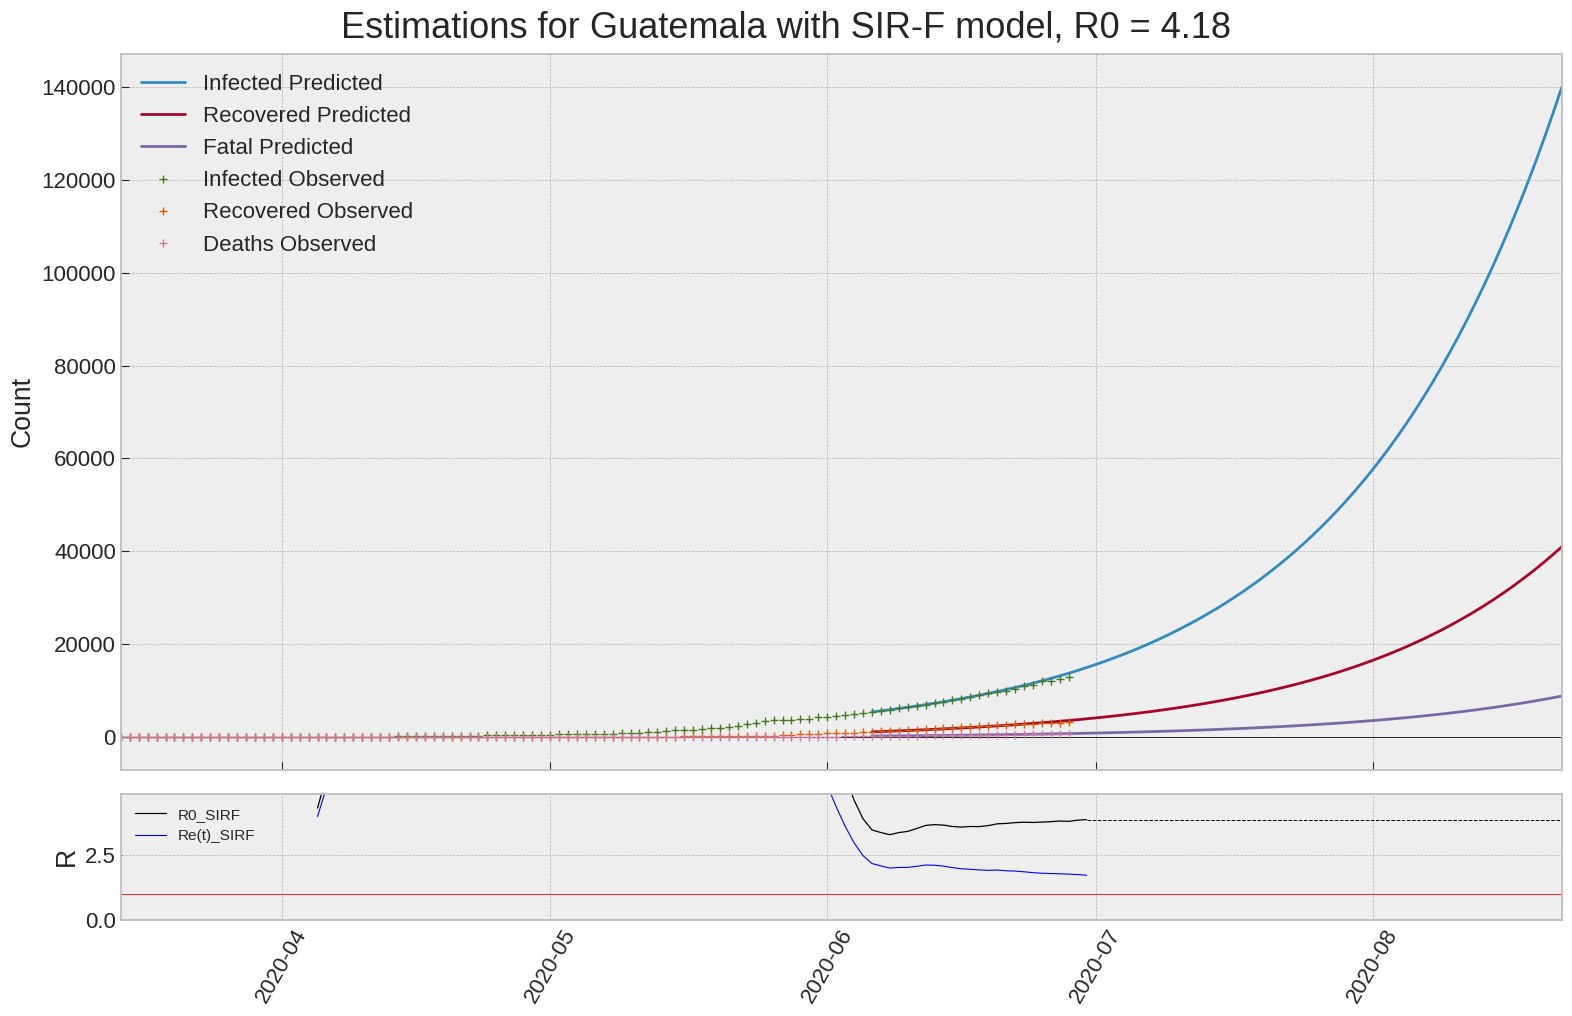 Estimations for Guatemala with SIR-F model, R0 = 4.18
Infected Predicted
Recovered Predicted
Fatal Predicted
Infected Observed
Recovered Observed
Deaths Observed
Count
140000
120000
100000
80000
60000
40000
20000
0
R0_SIRF
Re(t)_SIRF
R
2.5
0.0
2020-04
2020-05
2020-06
2020-07
2020-08